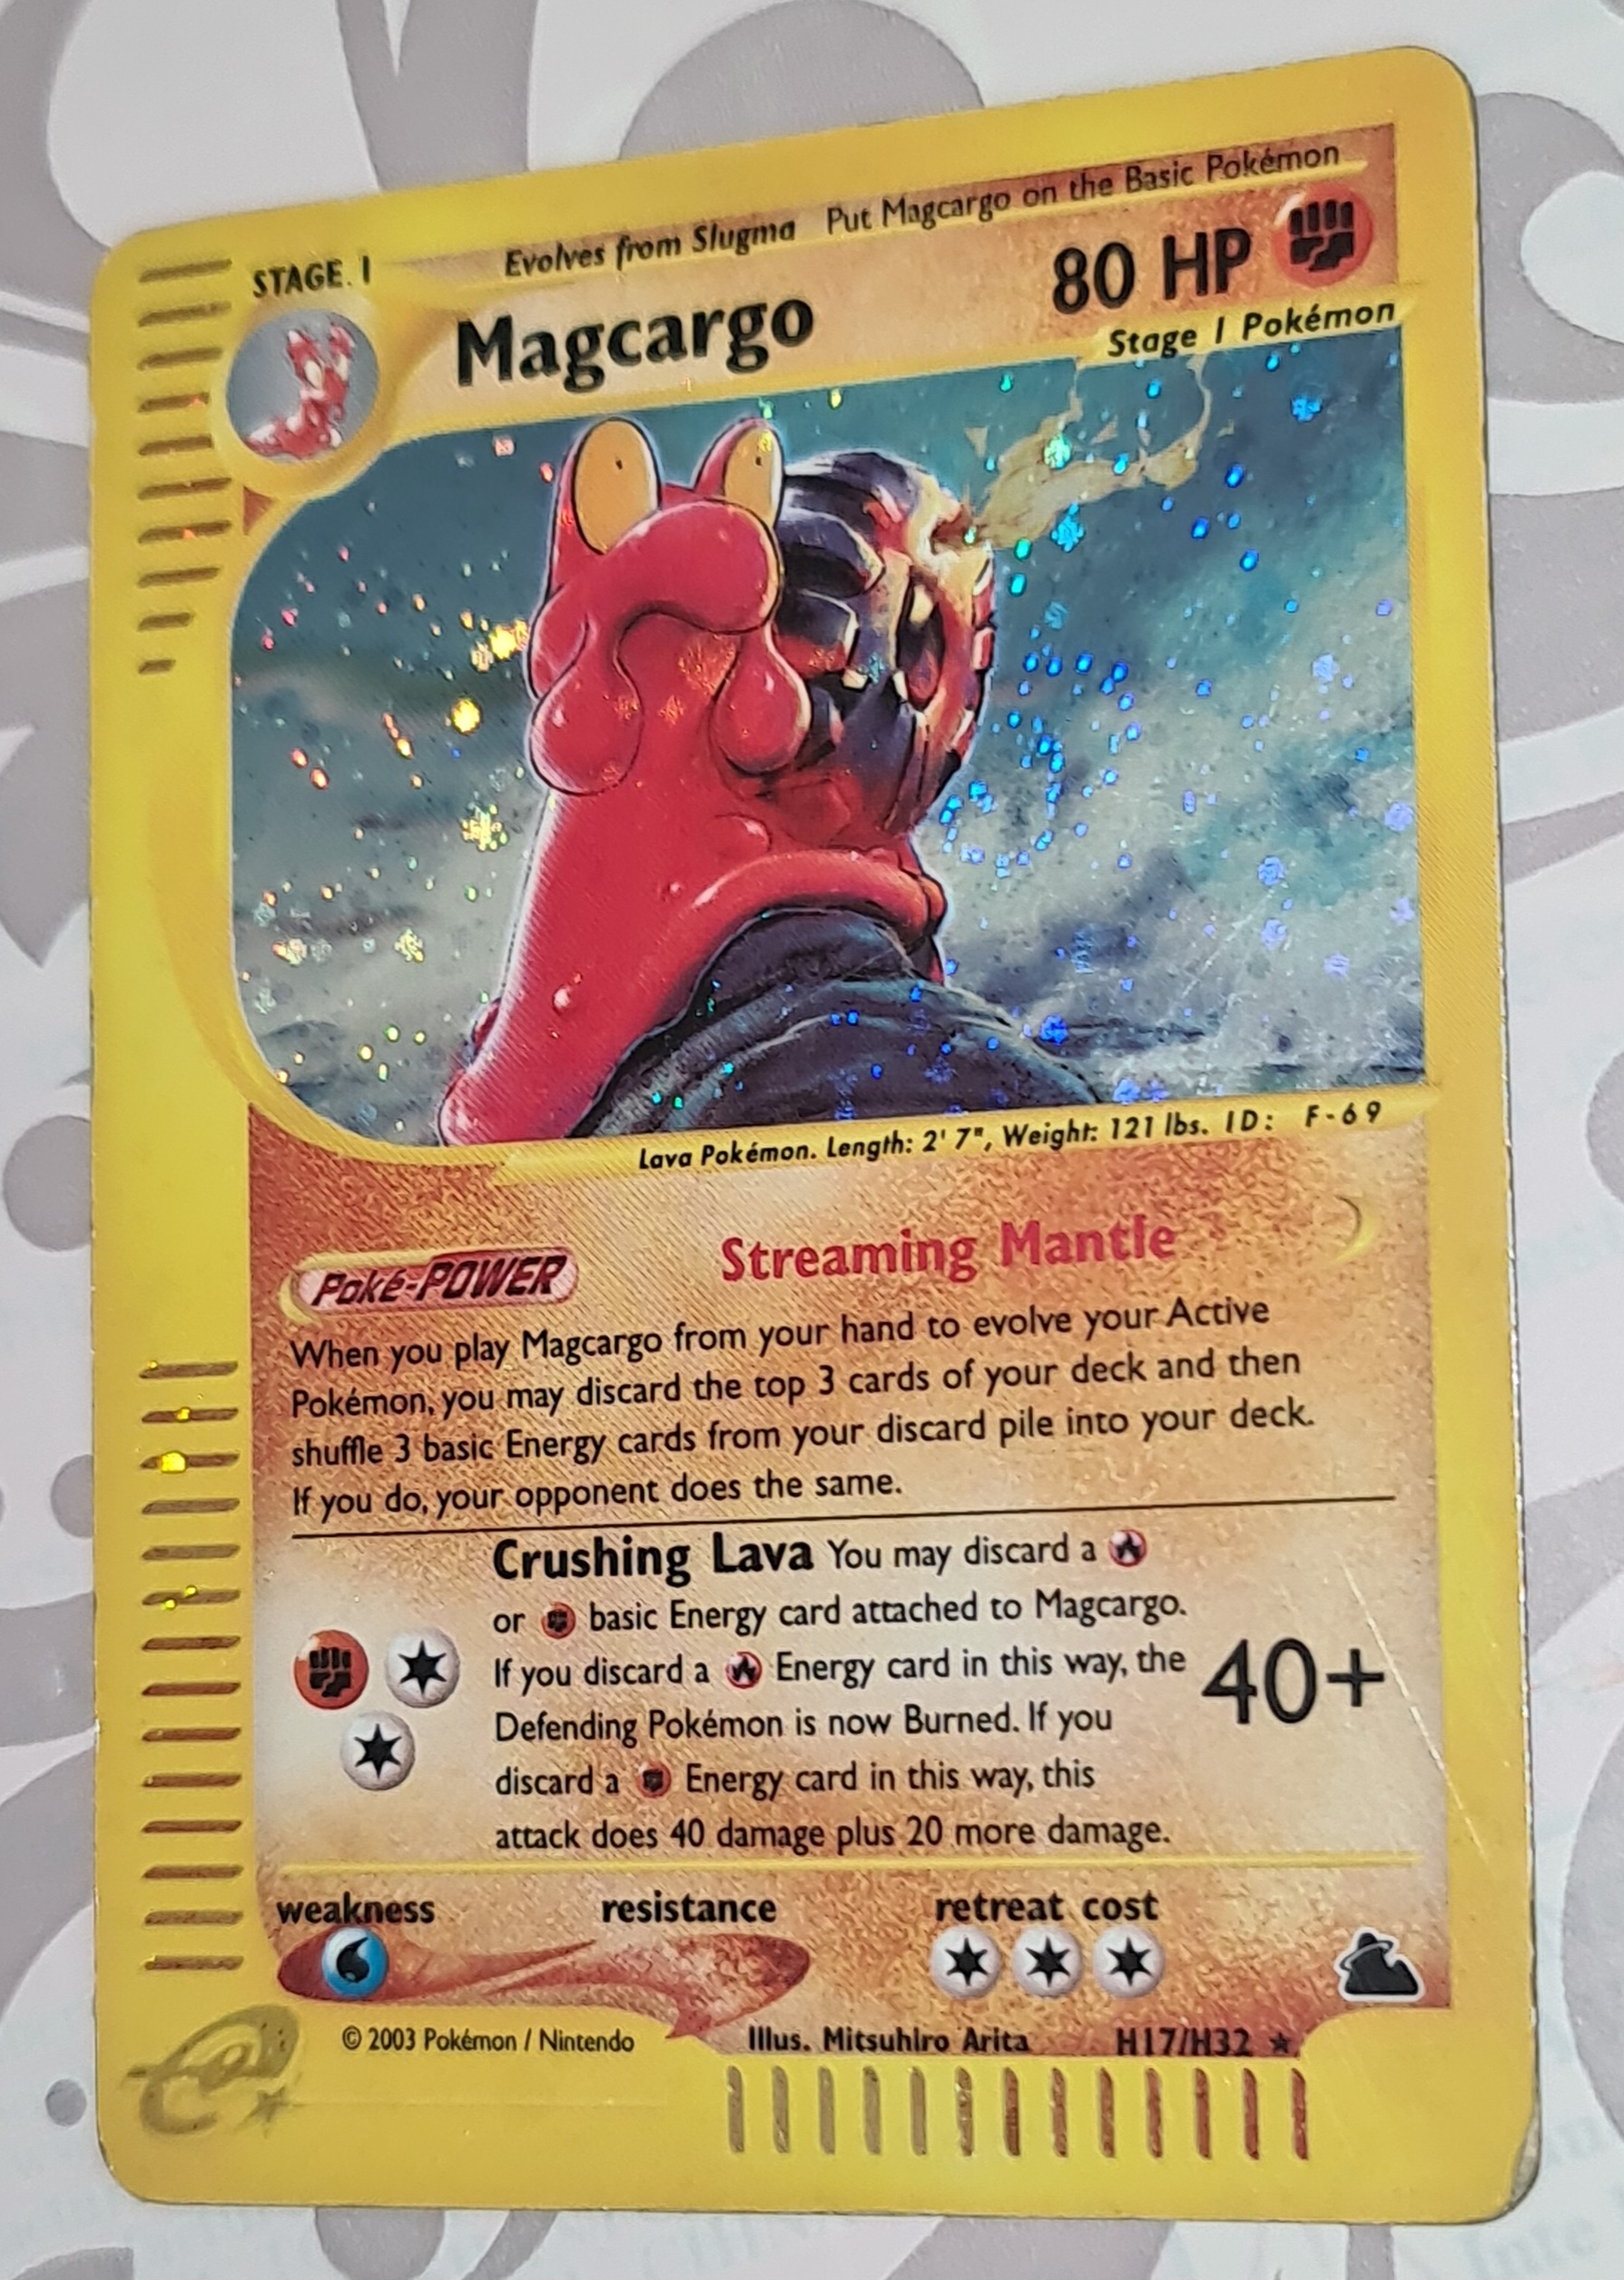 Evolves from Slugma Put Magcargo on the Basic Pokémon
STAGE. 1
Magcargo 80 HP
Stage 1 Pokémon
Lava Pokémon. Length: 2' 7", Weight: 121 lbs. ID: F-69
Poké-POWER Streaming Mantle
When you play Magcargo from your hand to evolve your Active
Pokémon, you may discard the top 3 cards of your deck and then
shuffle 3 basic Energy cards from your discard pile into your deck.
If you do, your opponent does the same.
Crushing Lava You may discard a
or basic Energy card attached to Magcargo.
If you discard a Energy card in this way, the
40+
Defending Pokémon is now Burned. If you
discard a Energy card in this way, this
attack does 40 damage plus 20 more damage.
weakness resistance retreat cost
© 2003 Pokémon / Nintendo Illus. Mitsuhiro Arita H17/H32 ★